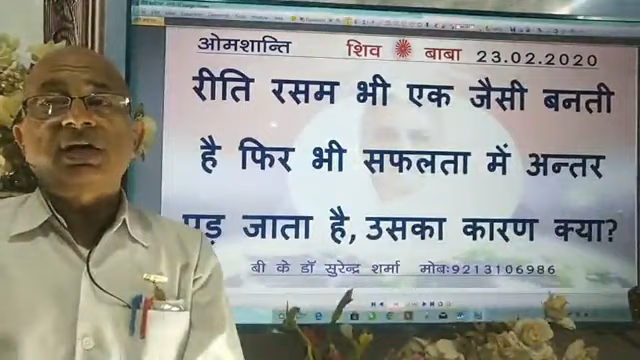 ओमशान्ति शिव बाबा 23.02.2020
रीति रसम भी एक जैसी बनती
है फिर भी सफलता में अन्तर
पड़ जाता है, उसका कारण क्या?
बी के डॉ सुरेन्द्र शर्मा मोबः9213106986